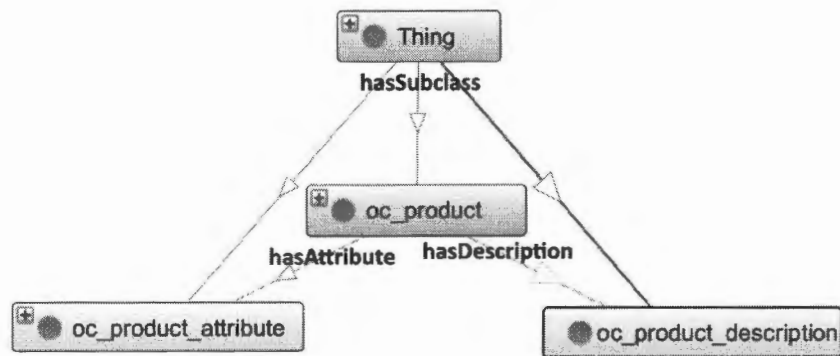 Thing
hasSubclass
oc_product
hasAttribute
hasDescription
oc_product_attribute
oc_product_description